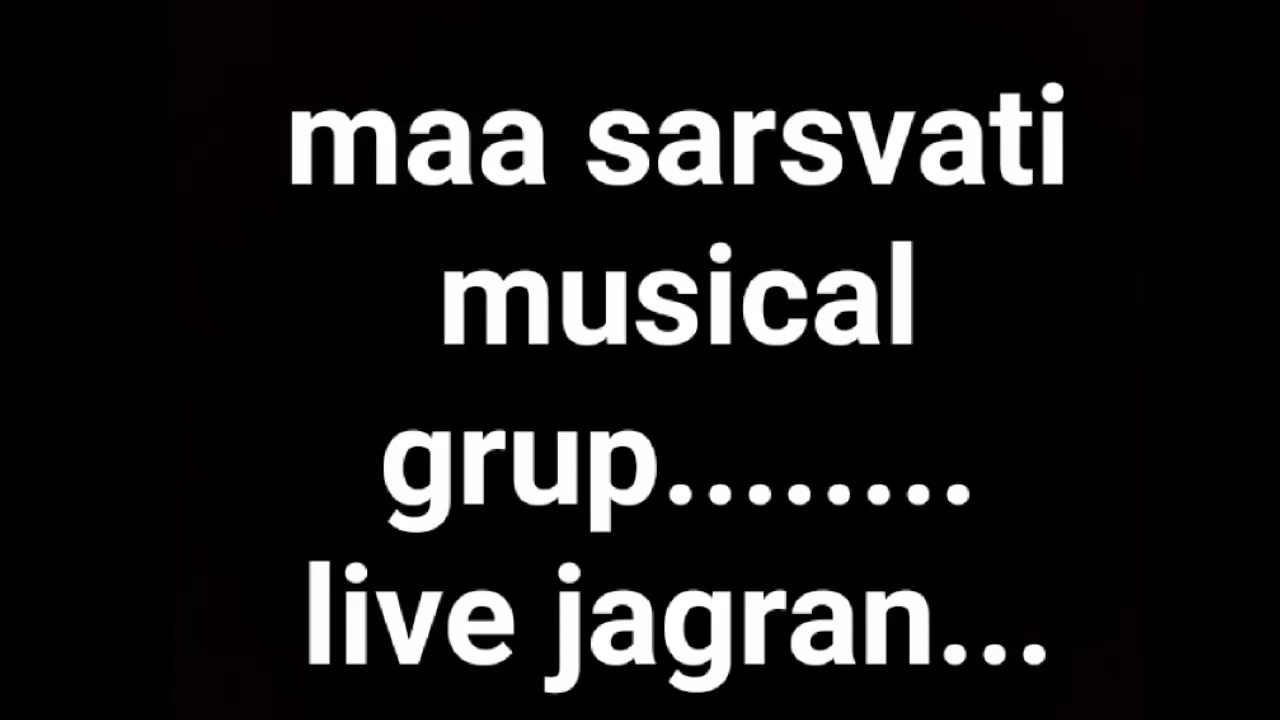 maa sarsvati
musical
grup........
live jagran...